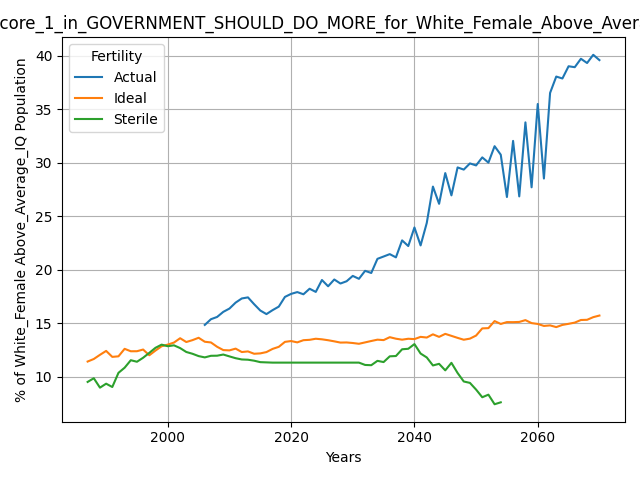 core_1_in_GOVERNMENT_SHOULD_DO_MORE_for_White_Female_Above_Aver
Fertility
Actual
Ideal
Sterile
% of White_Female Above_Average_IQ Population
40
35
30
25
20
15
10
2000 2020 2040 2060
Years